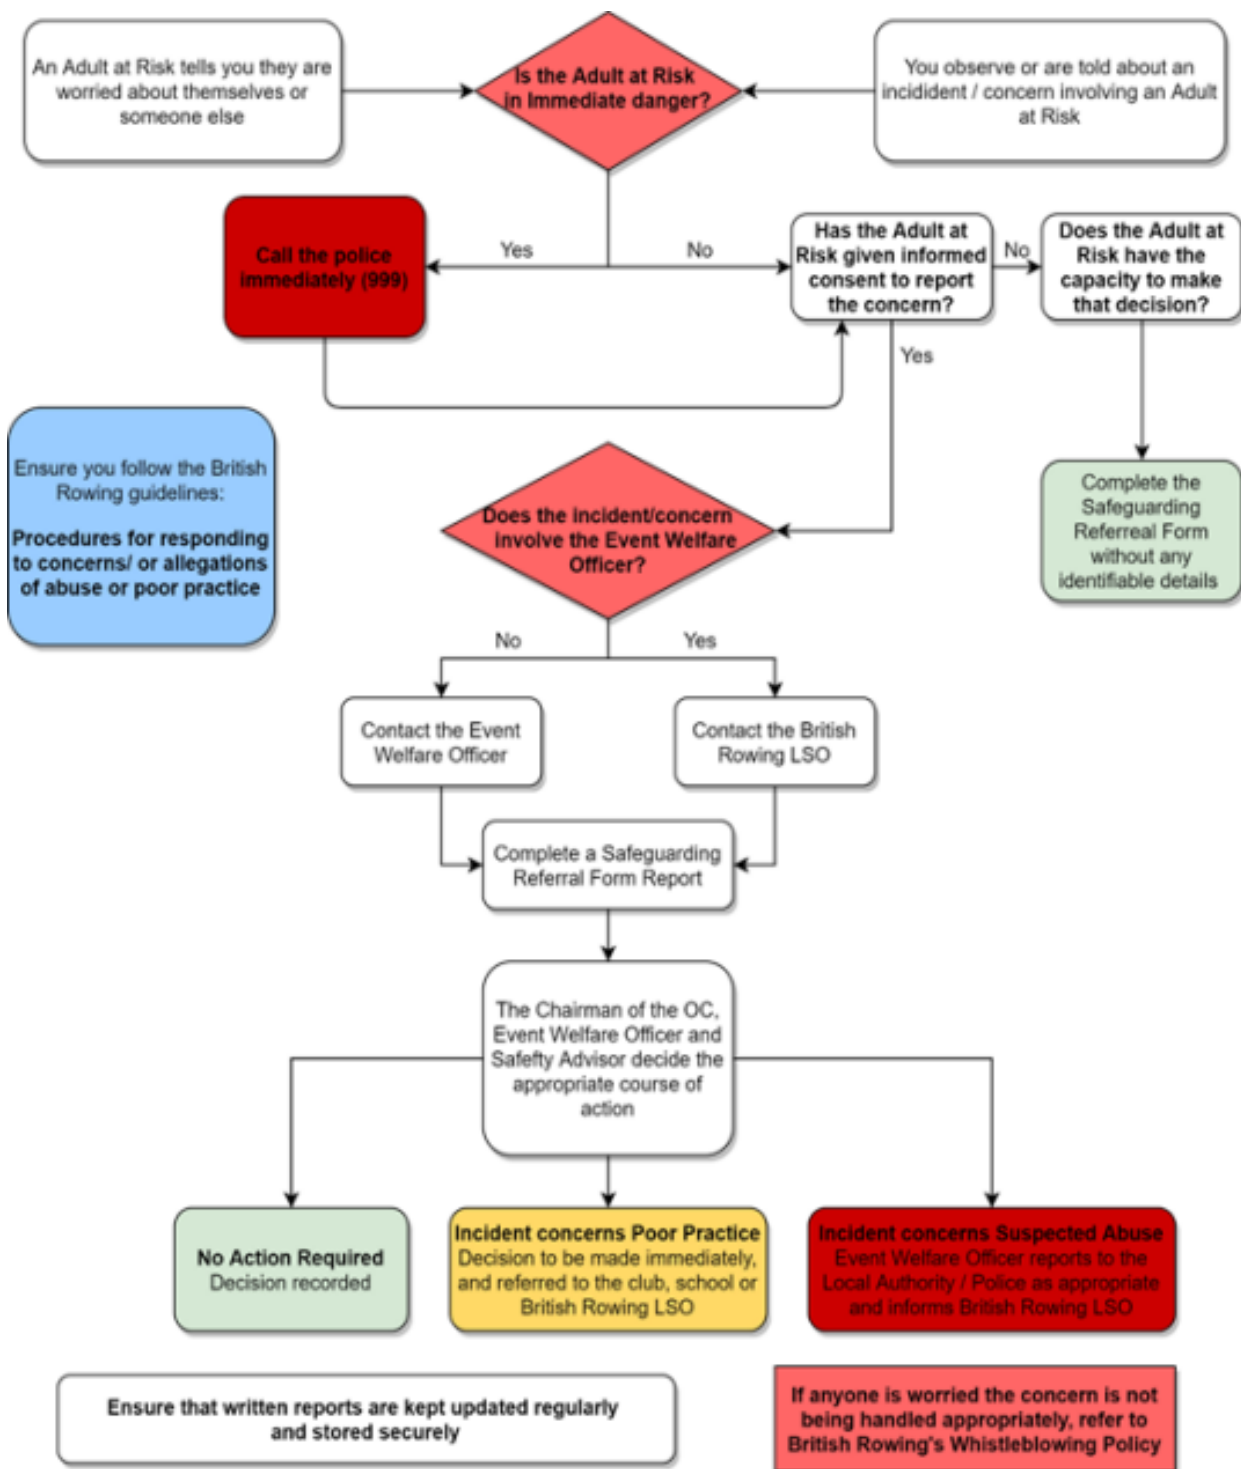 An Adult at Risk tells you they are
worried about themselves or
someone else
Is the Adult at Risk
in Immediate danger?
You observe or are told about an
incidident / concern involving an Adult
at Risk
Call the police
immediately (999)
Yes
No
Has the Adult at
Risk given informed
consent to report
the concern?
No
Does the Adult at
Risk have the
capacity to make
that decision?
Yes
Ensure you follow the British
Rowing guidelines:
Procedures for responding
to concerns/ or allegations
of abuse or poor practice
Does the incident/concern
involve the Event Welfare
Officer?
Complete the
Safeguarding
Referreal Form
without any
identifiable details
No
Yes
Contact the Event
Welfare Officer
Contact the British
Rowing LSO
Complete a Safeguarding
Referral Form Report
The Chairman of the OC,
Event Welfare Officer and
Safefty Advisor decide the
appropriate course of
action
No Action Required
Decision recorded
Incident concerns Poor Practice
Decision to be made immediately,
and referred to the club, school or
British Rowing LSO
Incident concerns Suspected Abuse
Event Welfare Officer reports to the
Local Authority / Police as appropriate
and informs British Rowing LSO
Ensure that written reports are kept updated regularly
and stored securely
If anyone is worried the concern is not
being handled appropriately, refer to
British Rowing's Whistleblowing Policy